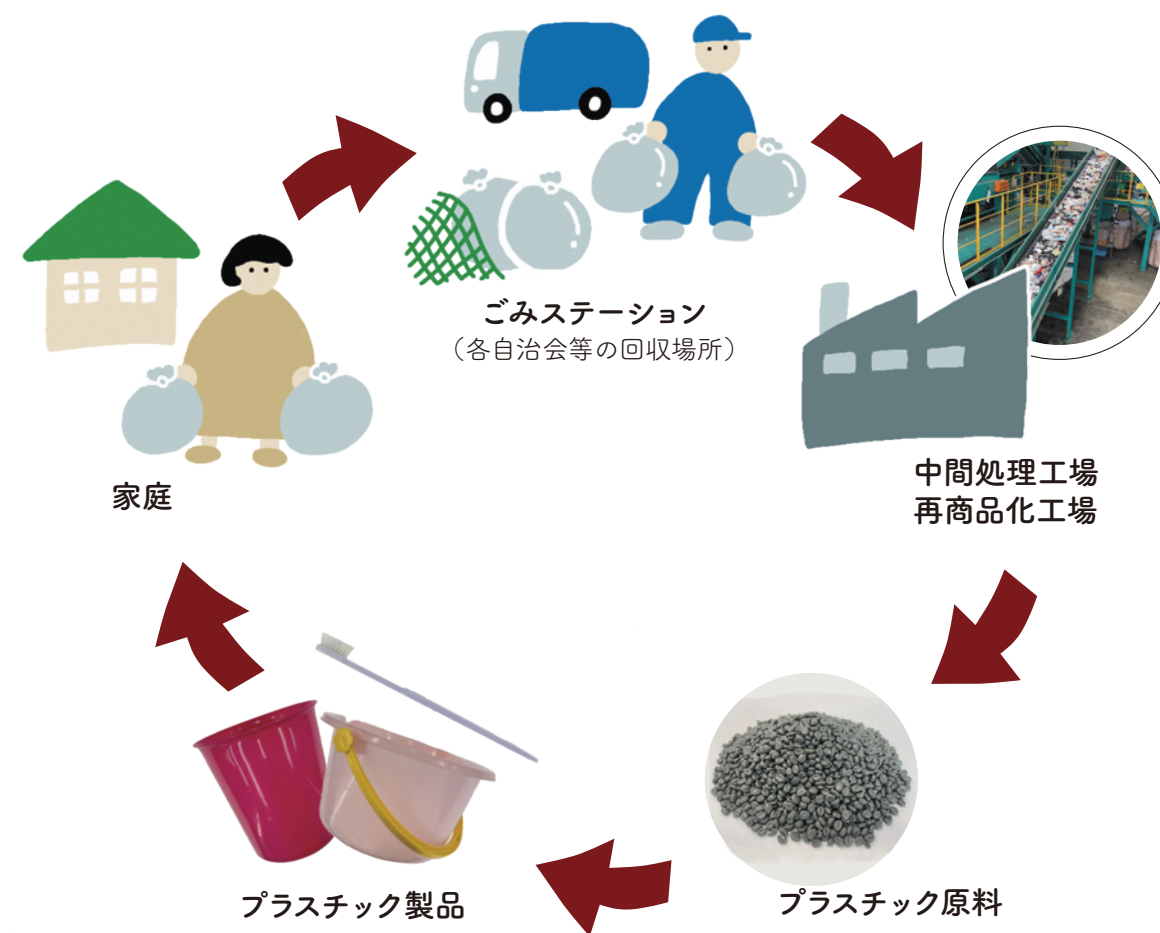 ごみステーション
（各自治会等の回収場所）
家庭
中間処理工場
再商品化工場
プラスチック製品
プラスチック原料